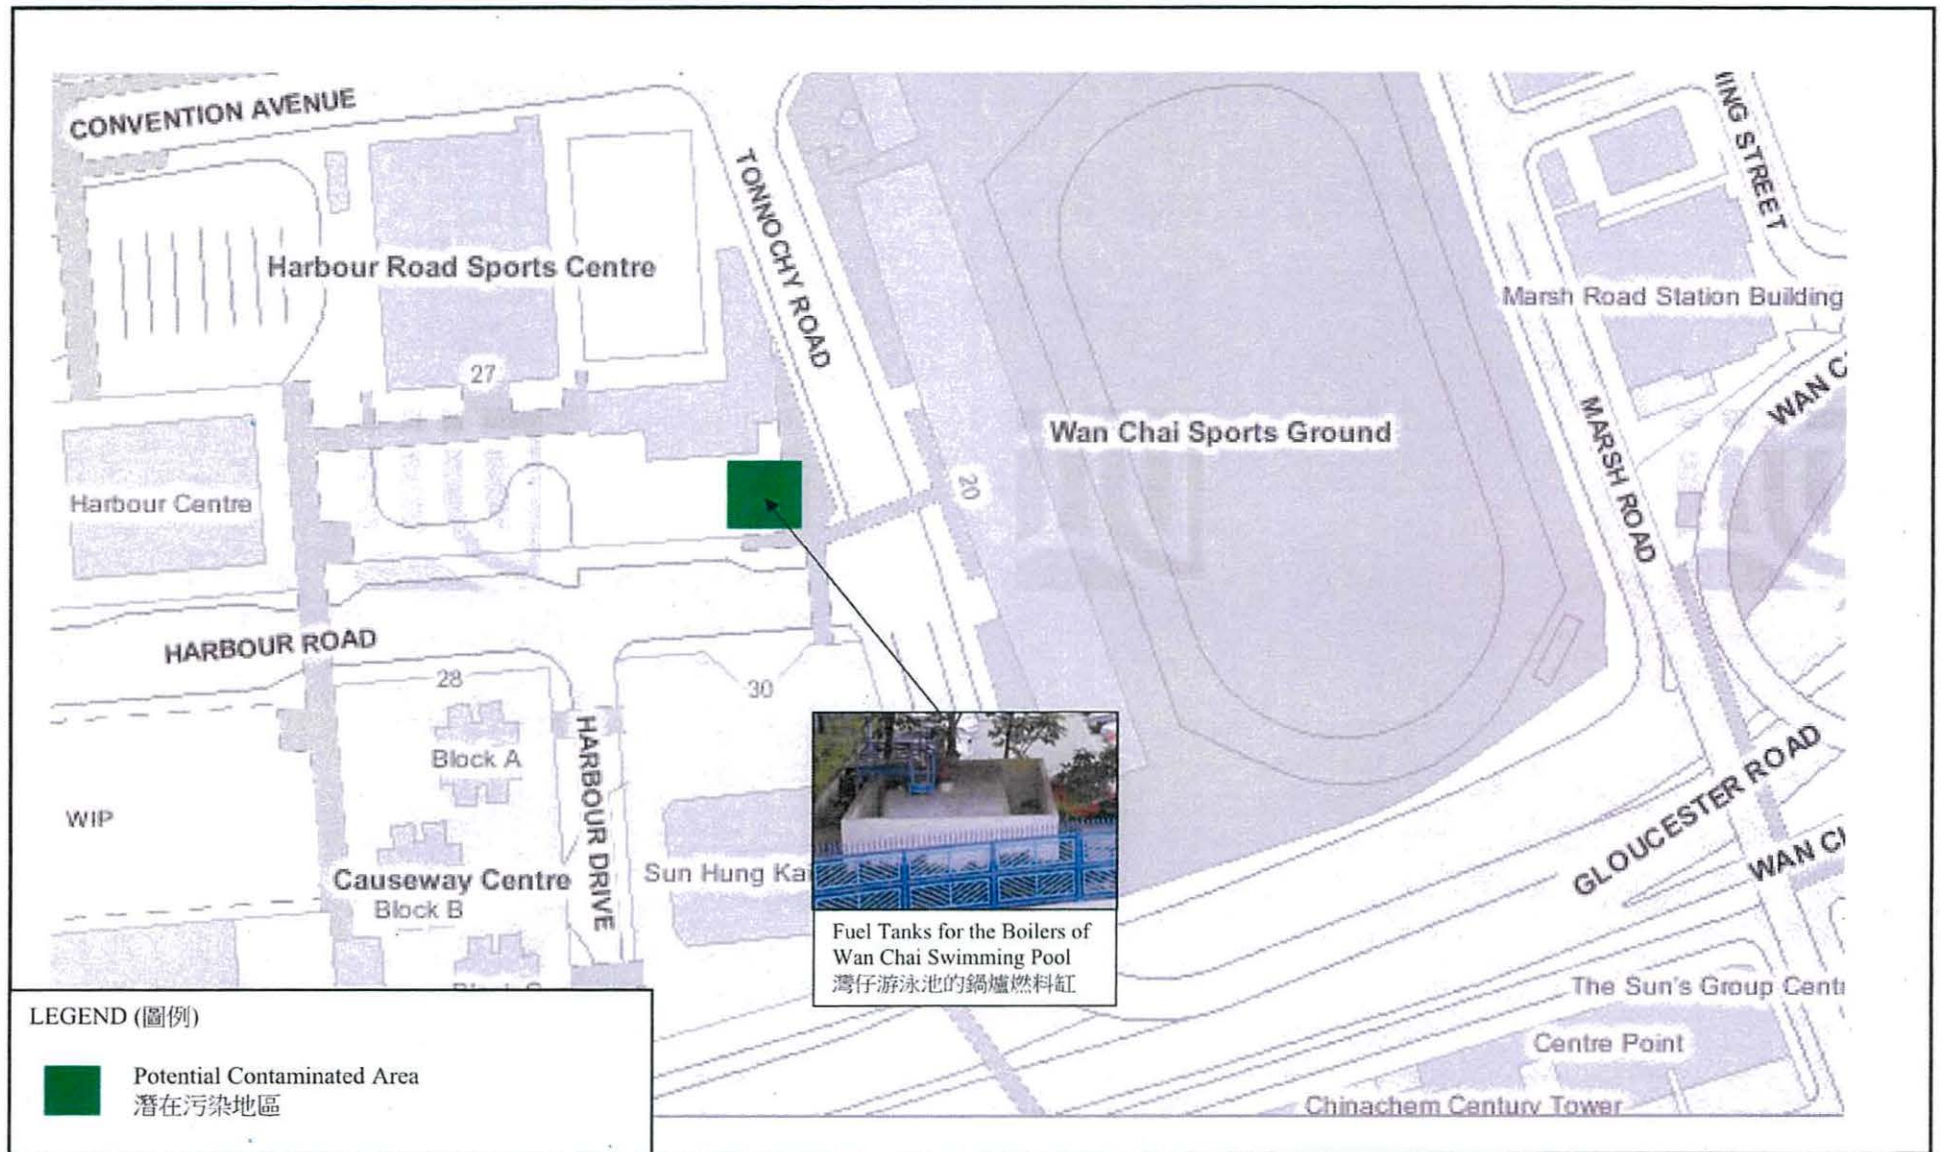 CONVENTION AVENUE
TONNOCHY ROAD
ING STREET
Harbour Road Sports Centre
Marsh Road Station Building
27
WAN C
Wan Chai Sports Ground
MARSH ROAD
Harbour Centre
20
HARBOUR ROAD
28
30
Block A
HARBOUR DRIVE
GLOUCESTER ROAD
WIP
WAN C
Causeway Centre
Sun Hung Kai
Block B
Fuel Tanks for the Boilers of
Wan Chai Swimming Pool
灣仔游泳池的鍋爐燃料缸
The Sun's Group Cent
LEGEND (圖例)
Centre Point
Potential Contaminated Area
潛在污染地區
Chinachem Century Tower